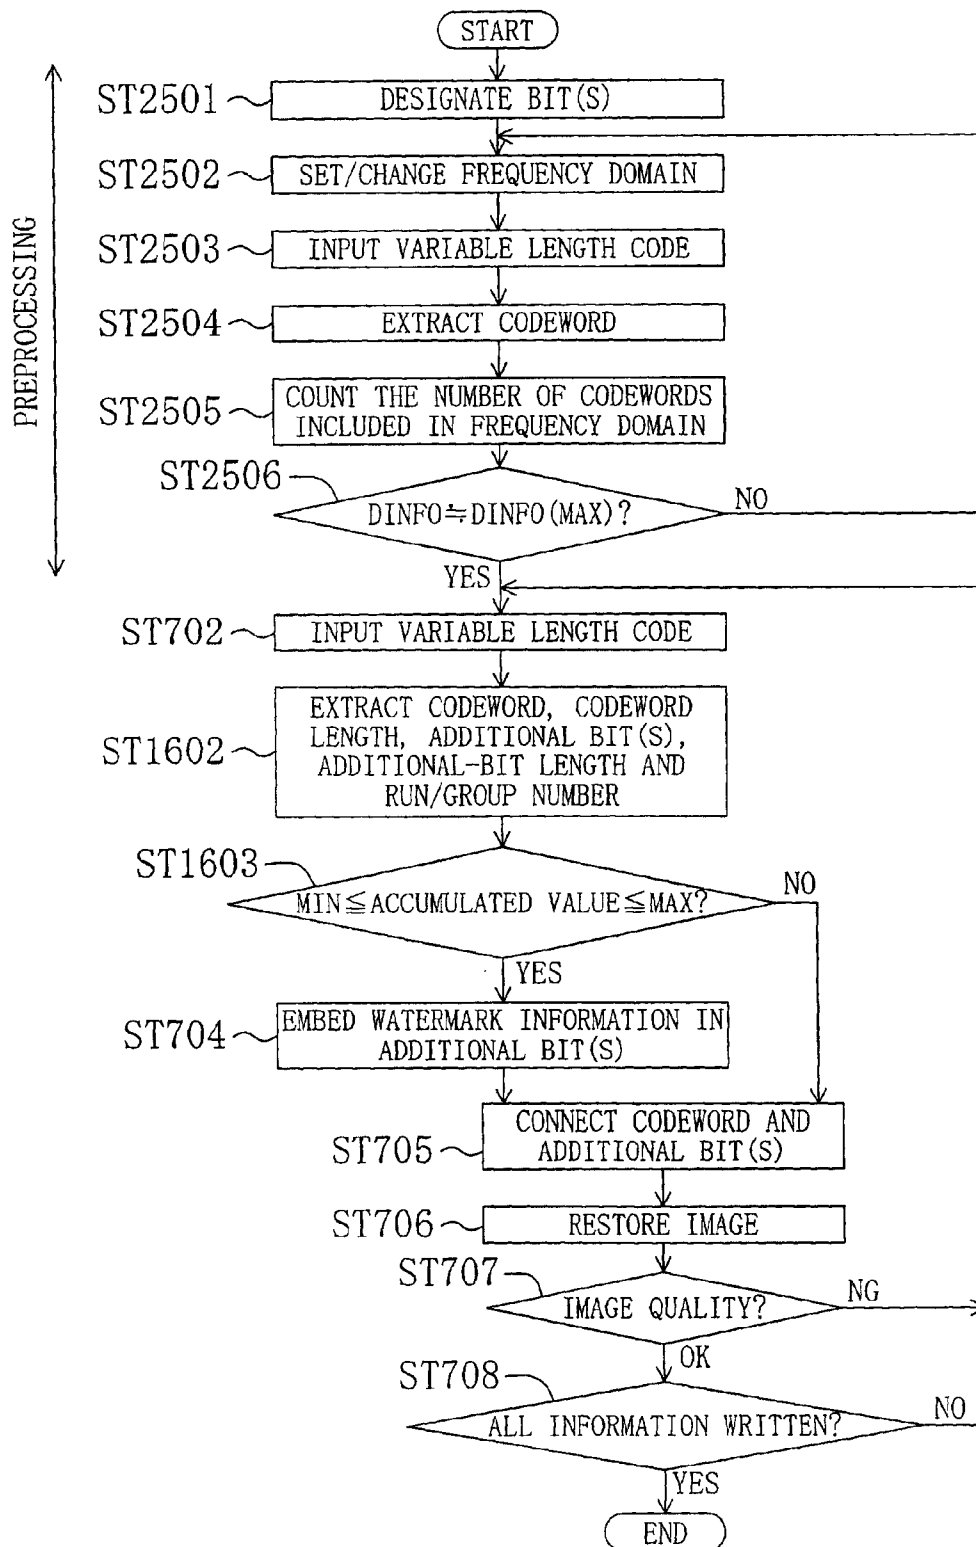 START
PREPROCESSING
ST2501
DESIGNATE BIT(S)
ST2502
SET/CHANGE FREQUENCY DOMAIN
ST2503
INPUT VARIABLE LENGTH CODE
ST2504
EXTRACT CODEWORD
ST2505
COUNT THE NUMBER OF CODEWORDS
INCLUDED IN FREQUENCY DOMAIN
ST2506
DINFO≒DINFO(MAX)?
NO
YES
ST702
INPUT VARIABLE LENGTH CODE
ST1602
EXTRACT CODEWORD, CODEWORD
LENGTH, ADDITIONAL BIT(S),
ADDITIONAL-BIT LENGTH AND
RUN/GROUP NUMBER
ST1603
MIN≦ACCUMULATED VALUE≦MAX?
NO
YES
ST704
EMBED WATERMARK INFORMATION IN
ADDITIONAL BIT(S)
ST705
CONNECT CODEWORD AND
ADDITIONAL BIT(S)
ST706
RESTORE IMAGE
ST707
IMAGE QUALITY?
NG
OK
ST708
ALL INFORMATION WRITTEN?
NO
YES
END